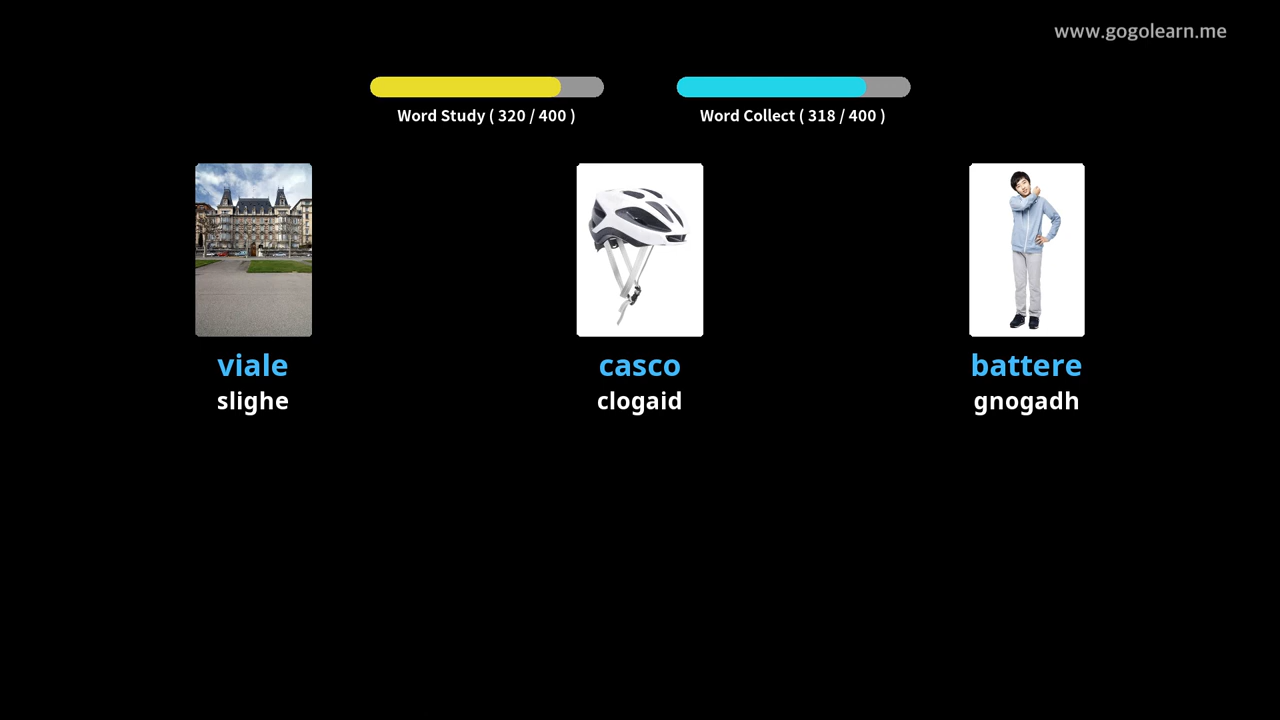 www.gogolearn.me
Word Study ( 320 / 400 )
Word Collect ( 318 / 400 )
viale
slighe
casco
clogaid
battere
gnogadh